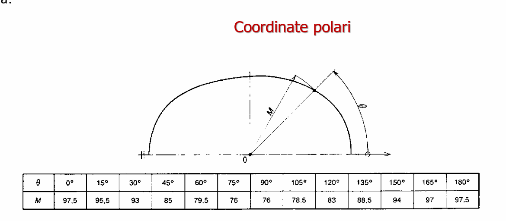 Coordinate polari
M
θ
0
θ 0° 15° 30° 45° 60° 75° 90° 105° 120° 135° 150° 165° 180°
M 97,5 95,5 93 85 79.5 76 76 78.5 83 88.5 94 97 97.5